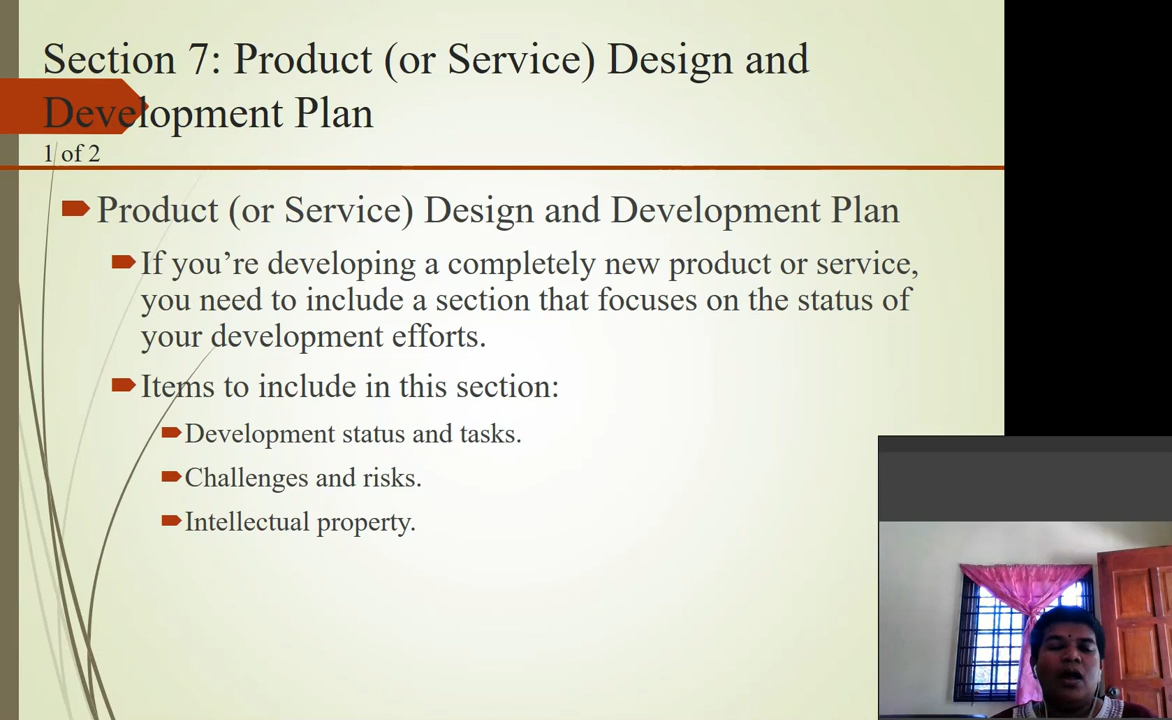 Section 7: Product (or Service) Design and
Development Plan
1 of 2
Product (or Service) Design and Development Plan
If you’re developing a completely new product or service,
you need to include a section that focuses on the status of
your development efforts.
Items to include in this section:
Development status and tasks.
Challenges and risks.
Intellectual property.